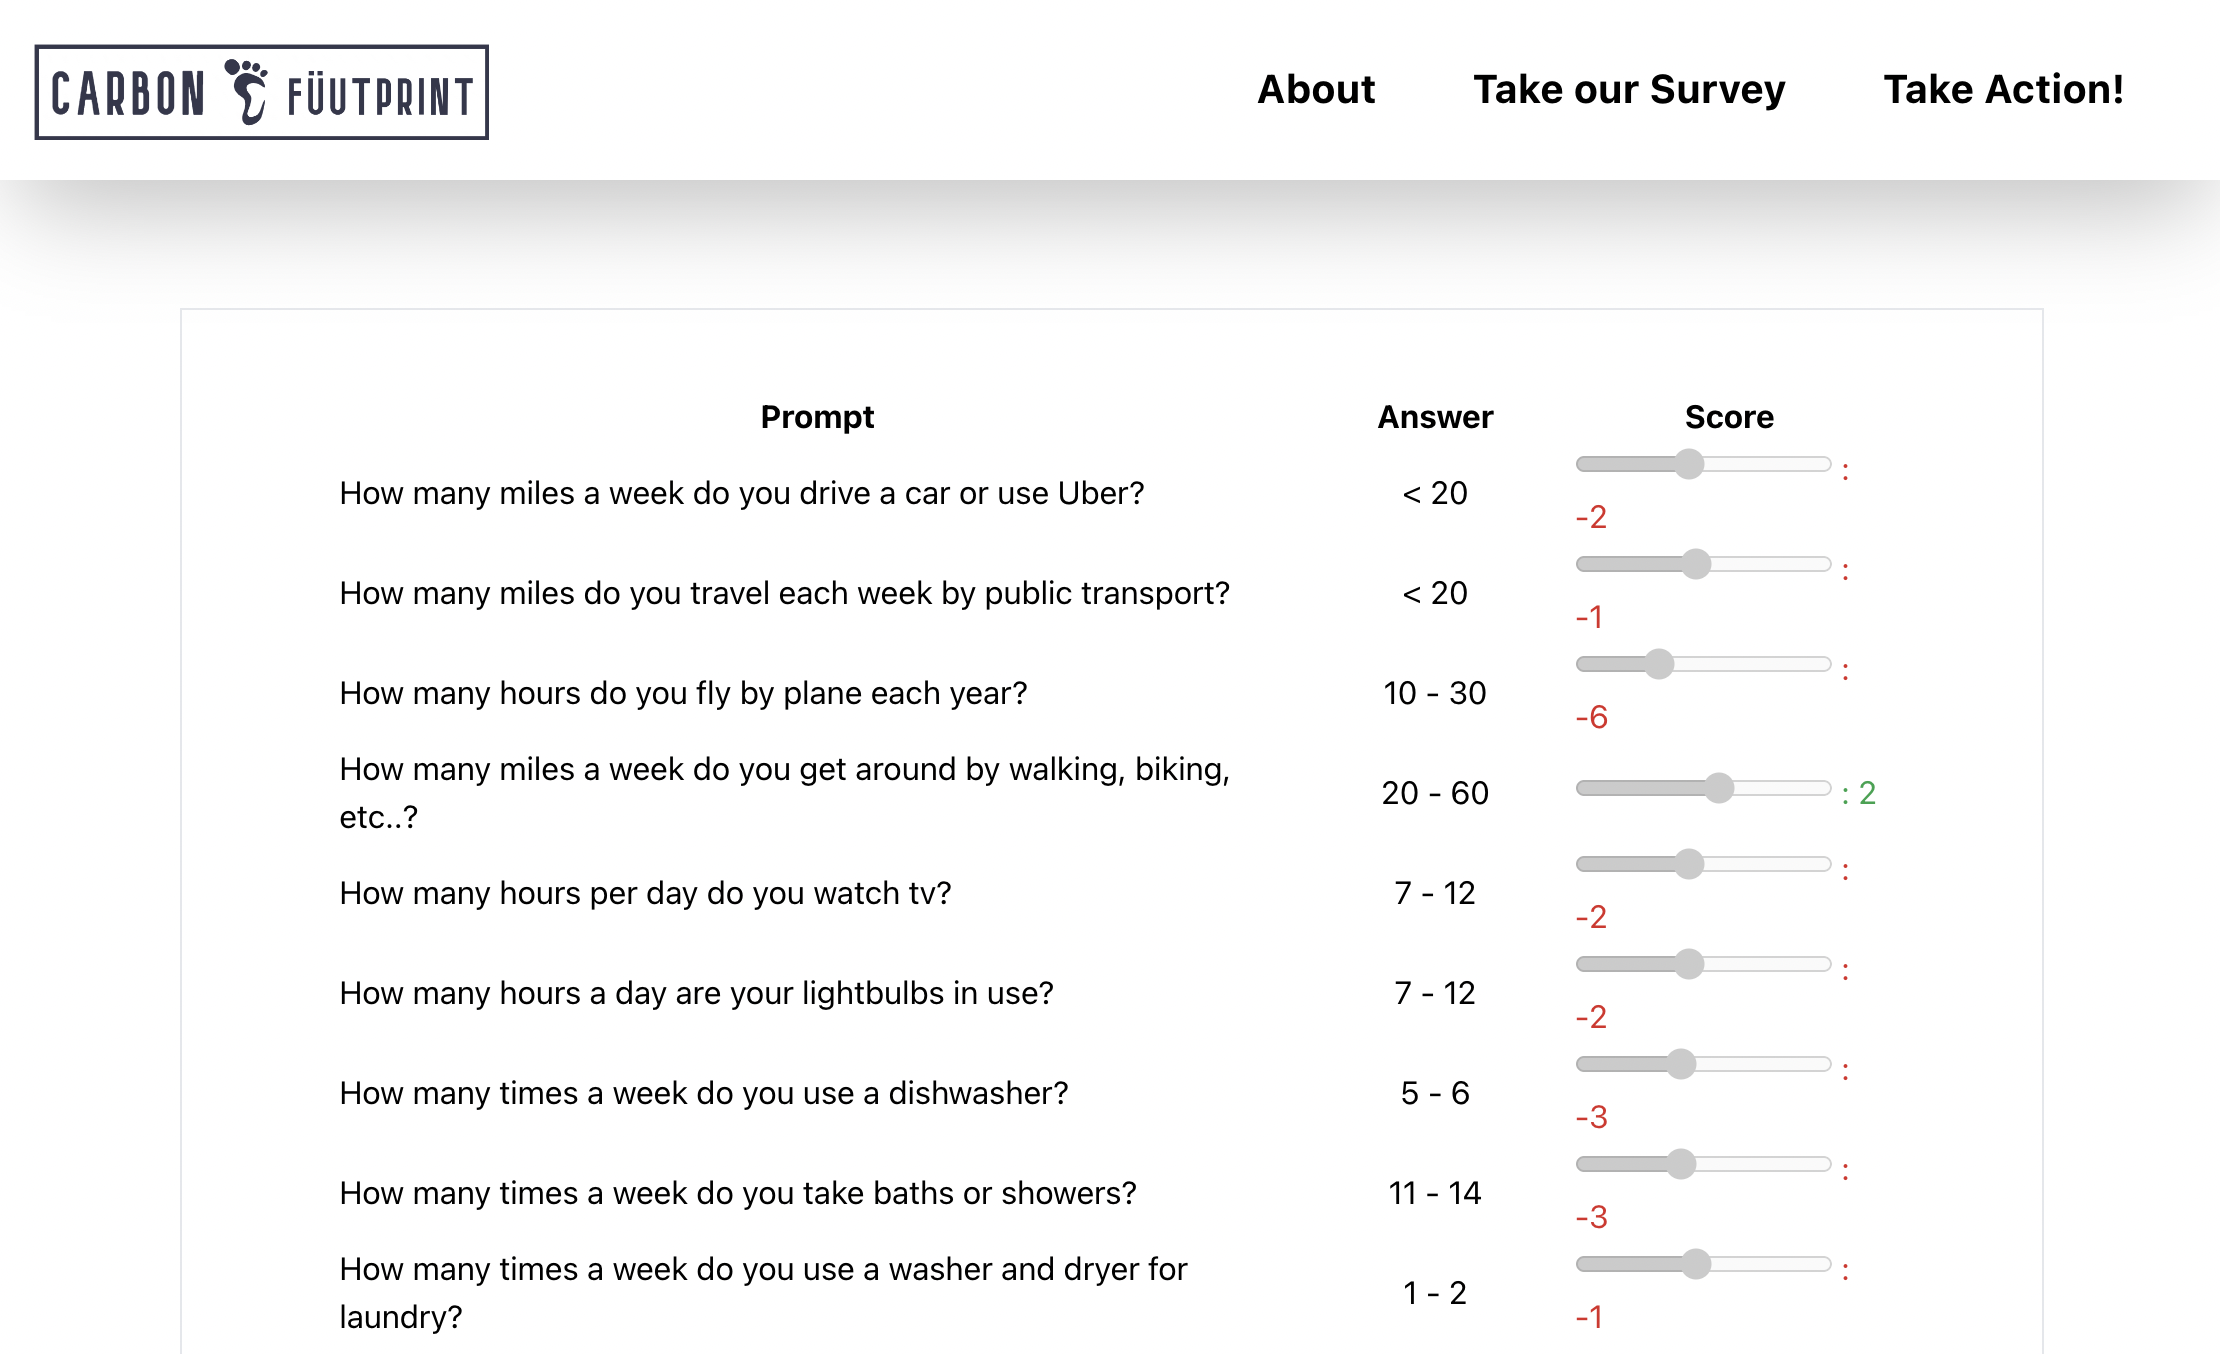 CARBON FÜUTPRINT
About Take our Survey Take Action!
Prompt Answer Score
How many miles a week do you drive a car or use Uber? < 20 :
-2
How many miles do you travel each week by public transport? < 20 :
-1
How many hours do you fly by plane each year? 10 - 30 :
-6
How many miles a week do you get around by walking, biking,
etc..? 20 - 60 : 2
How many hours per day do you watch tv? 7 - 12 :
-2
How many hours a day are your lightbulbs in use? 7 - 12 :
-2
How many times a week do you use a dishwasher? 5 - 6 :
-3
How many times a week do you take baths or showers? 11 - 14 :
-3
How many times a week do you use a washer and dryer for
laundry? 1 - 2 :
-1